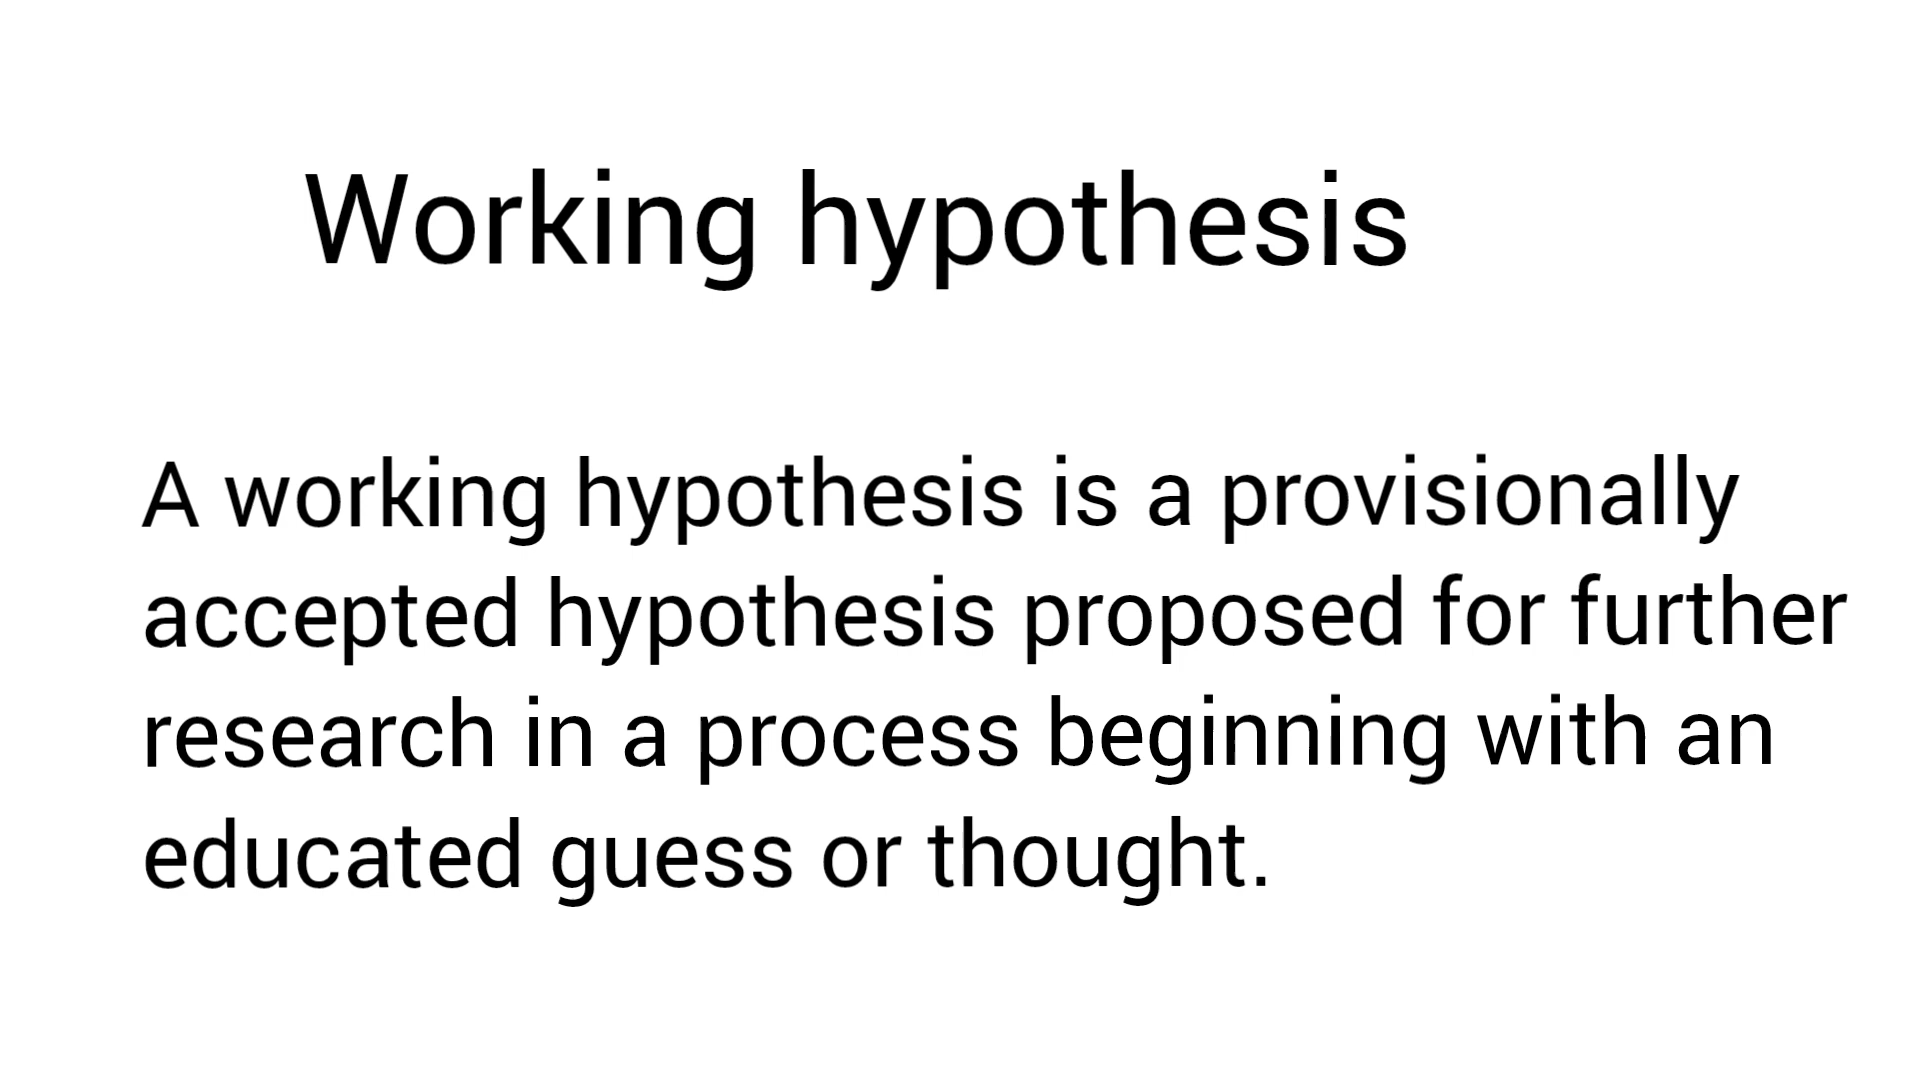 Working hypothesis
A working hypothesis is a provisionally
accepted hypothesis proposed for further
research in a process beginning with an
educated guess or thought.